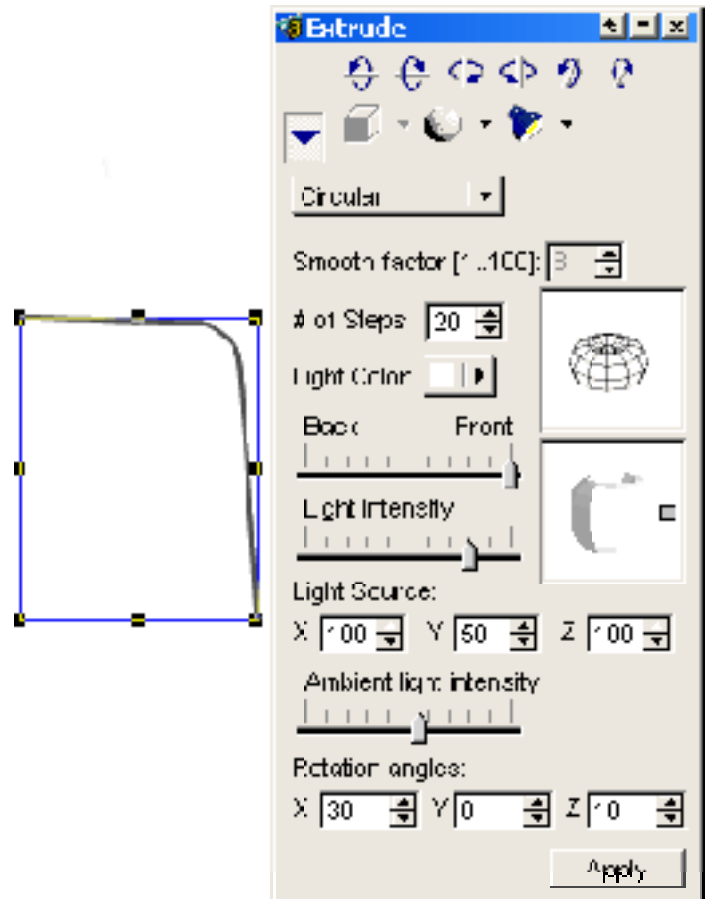 Extrude
Circular
Smooth factor [1..100]: 3
# of Steps 20
Light Color
Back Front
Light intensity
Light Source:
X 100 Y 50 Z 100
Ambient light intensity
Rotation angles:
X 30 Y 0 Z 10
Apply